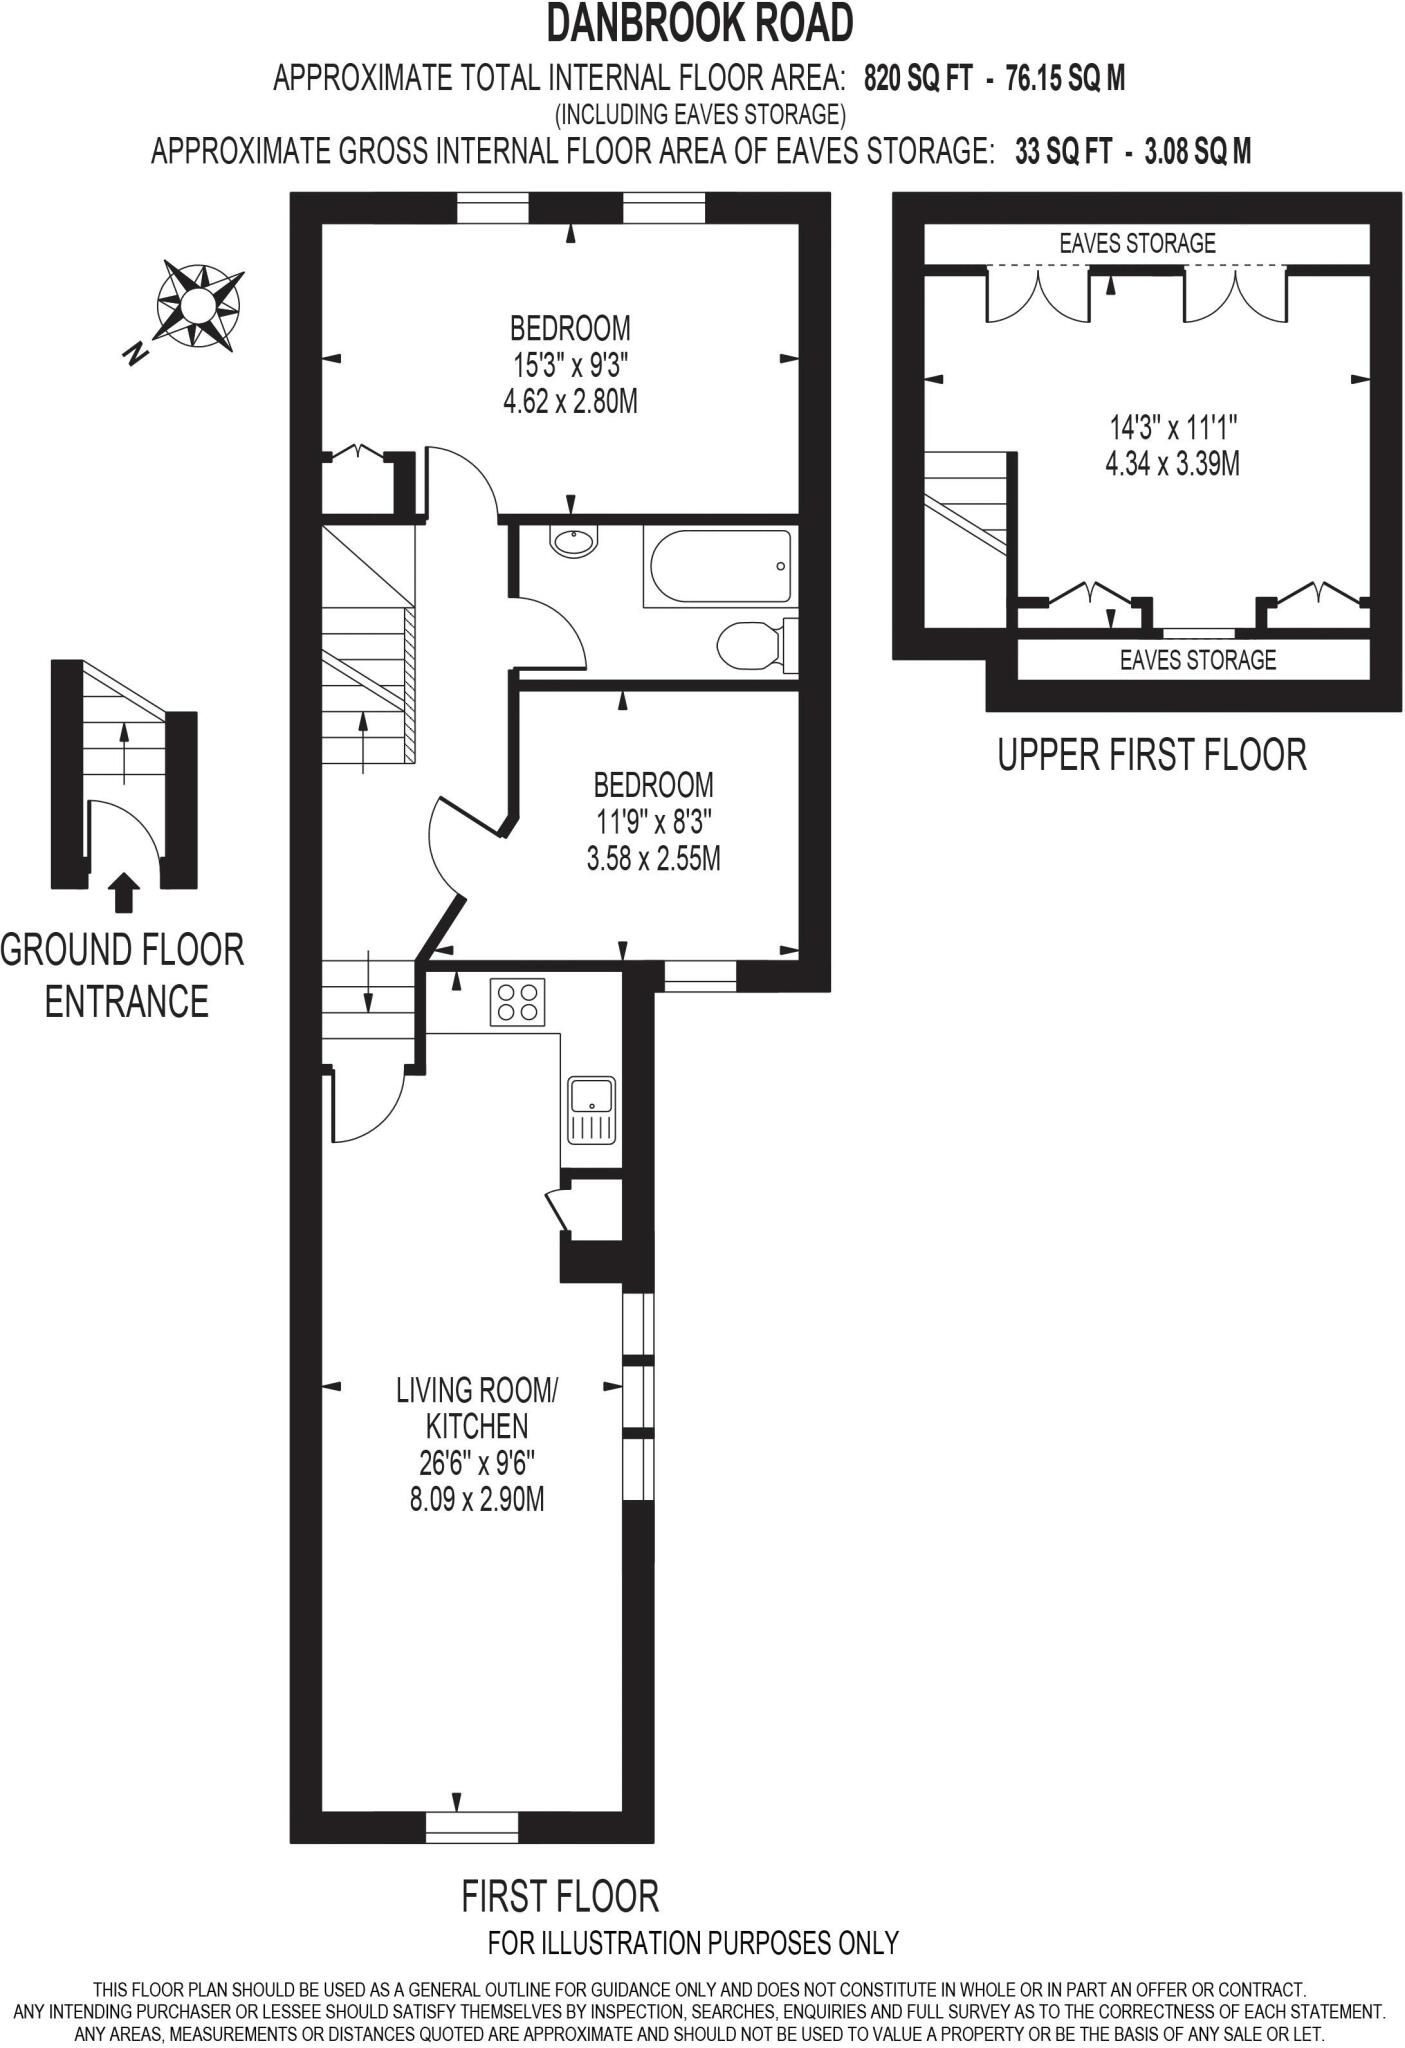 DANBROOK ROAD
APPROXIMATE TOTAL INTERNAL FLOOR AREA: 820 SQ FT - 76.15 SQ M
(INCLUDING EAVES STORAGE)
APPROXIMATE GROSS INTERNAL FLOOR AREA OF EAVES STORAGE: 33 SQ FT - 3.08 SQ M
N
BEDROOM
15'3" x 9'3"
4.62 x 2.80M
EAVES STORAGE
14'3" x 11'1"
4.34 x 3.39M
EAVES STORAGE
UPPER FIRST FLOOR
BEDROOM
11'9" x 8'3"
3.58 x 2.55M
GROUND FLOOR
ENTRANCE
LIVING ROOM/
KITCHEN
26'6" x 9'6"
8.09 x 2.90M
FIRST FLOOR
FOR ILLUSTRATION PURPOSES ONLY
THIS FLOOR PLAN SHOULD BE USED AS A GENERAL OUTLINE FOR GUIDANCE ONLY AND DOES NOT CONSTITUTE IN WHOLE OR IN PART AN OFFER OR CONTRACT.
ANY INTENDING PURCHASER OR LESSEE SHOULD SATISFY THEMSELVES BY INSPECTION, SEARCHES, ENQUIRIES AND FULL SURVEY AS TO THE CORRECTNESS OF EACH STATEMENT.
ANY AREAS, MEASUREMENTS OR DISTANCES QUOTED ARE APPROXIMATE AND SHOULD NOT BE USED TO VALUE A PROPERTY OR BE THE BASIS OF ANY SALE OR LET.